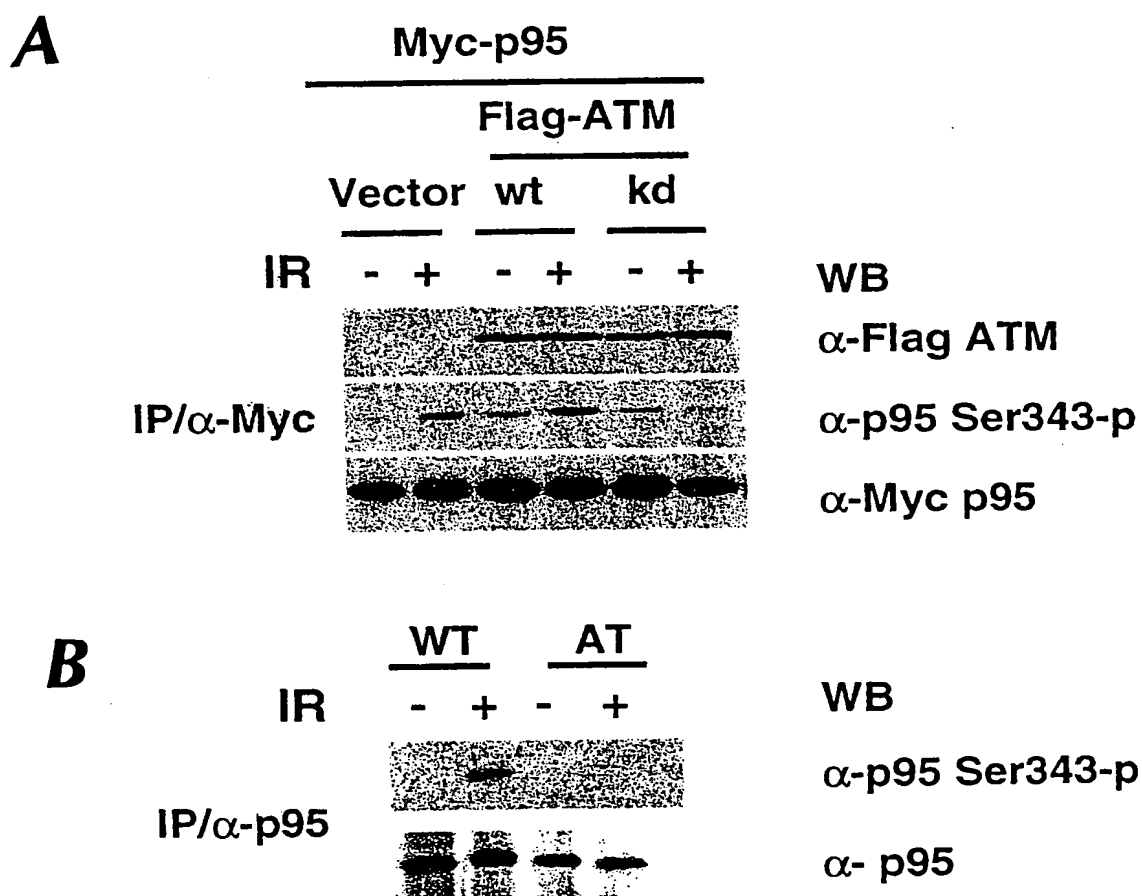 A
Myc-p95
Flag-ATM
Vector wt kd
IR - + - + - + WB
α-Flag ATM
IP/α-Myc α-p95 Ser343-p
α-Myc p95
B
WT AT
IR - + - + WB
α-p95 Ser343-p
IP/α-p95
α- p95